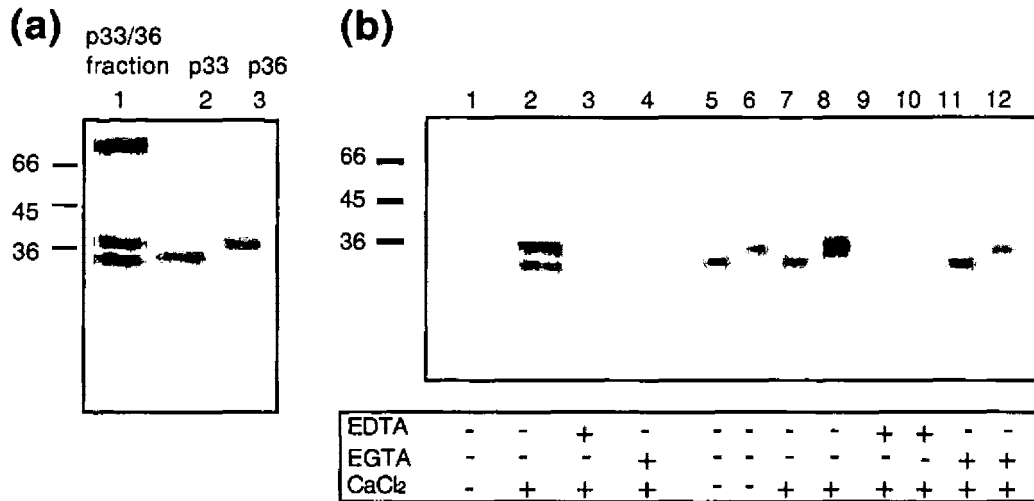 (a)
p33/36
fraction p33 p36
1 2 3
66
45
36
(b)
1 2 3 4 5 6 7 8 9 10 11 12
66
45
36
EDTA - - + - - - - - + + - -
EGTA - - - + - - - - - - + +
CaCl2 - + + + - - + + + + + +